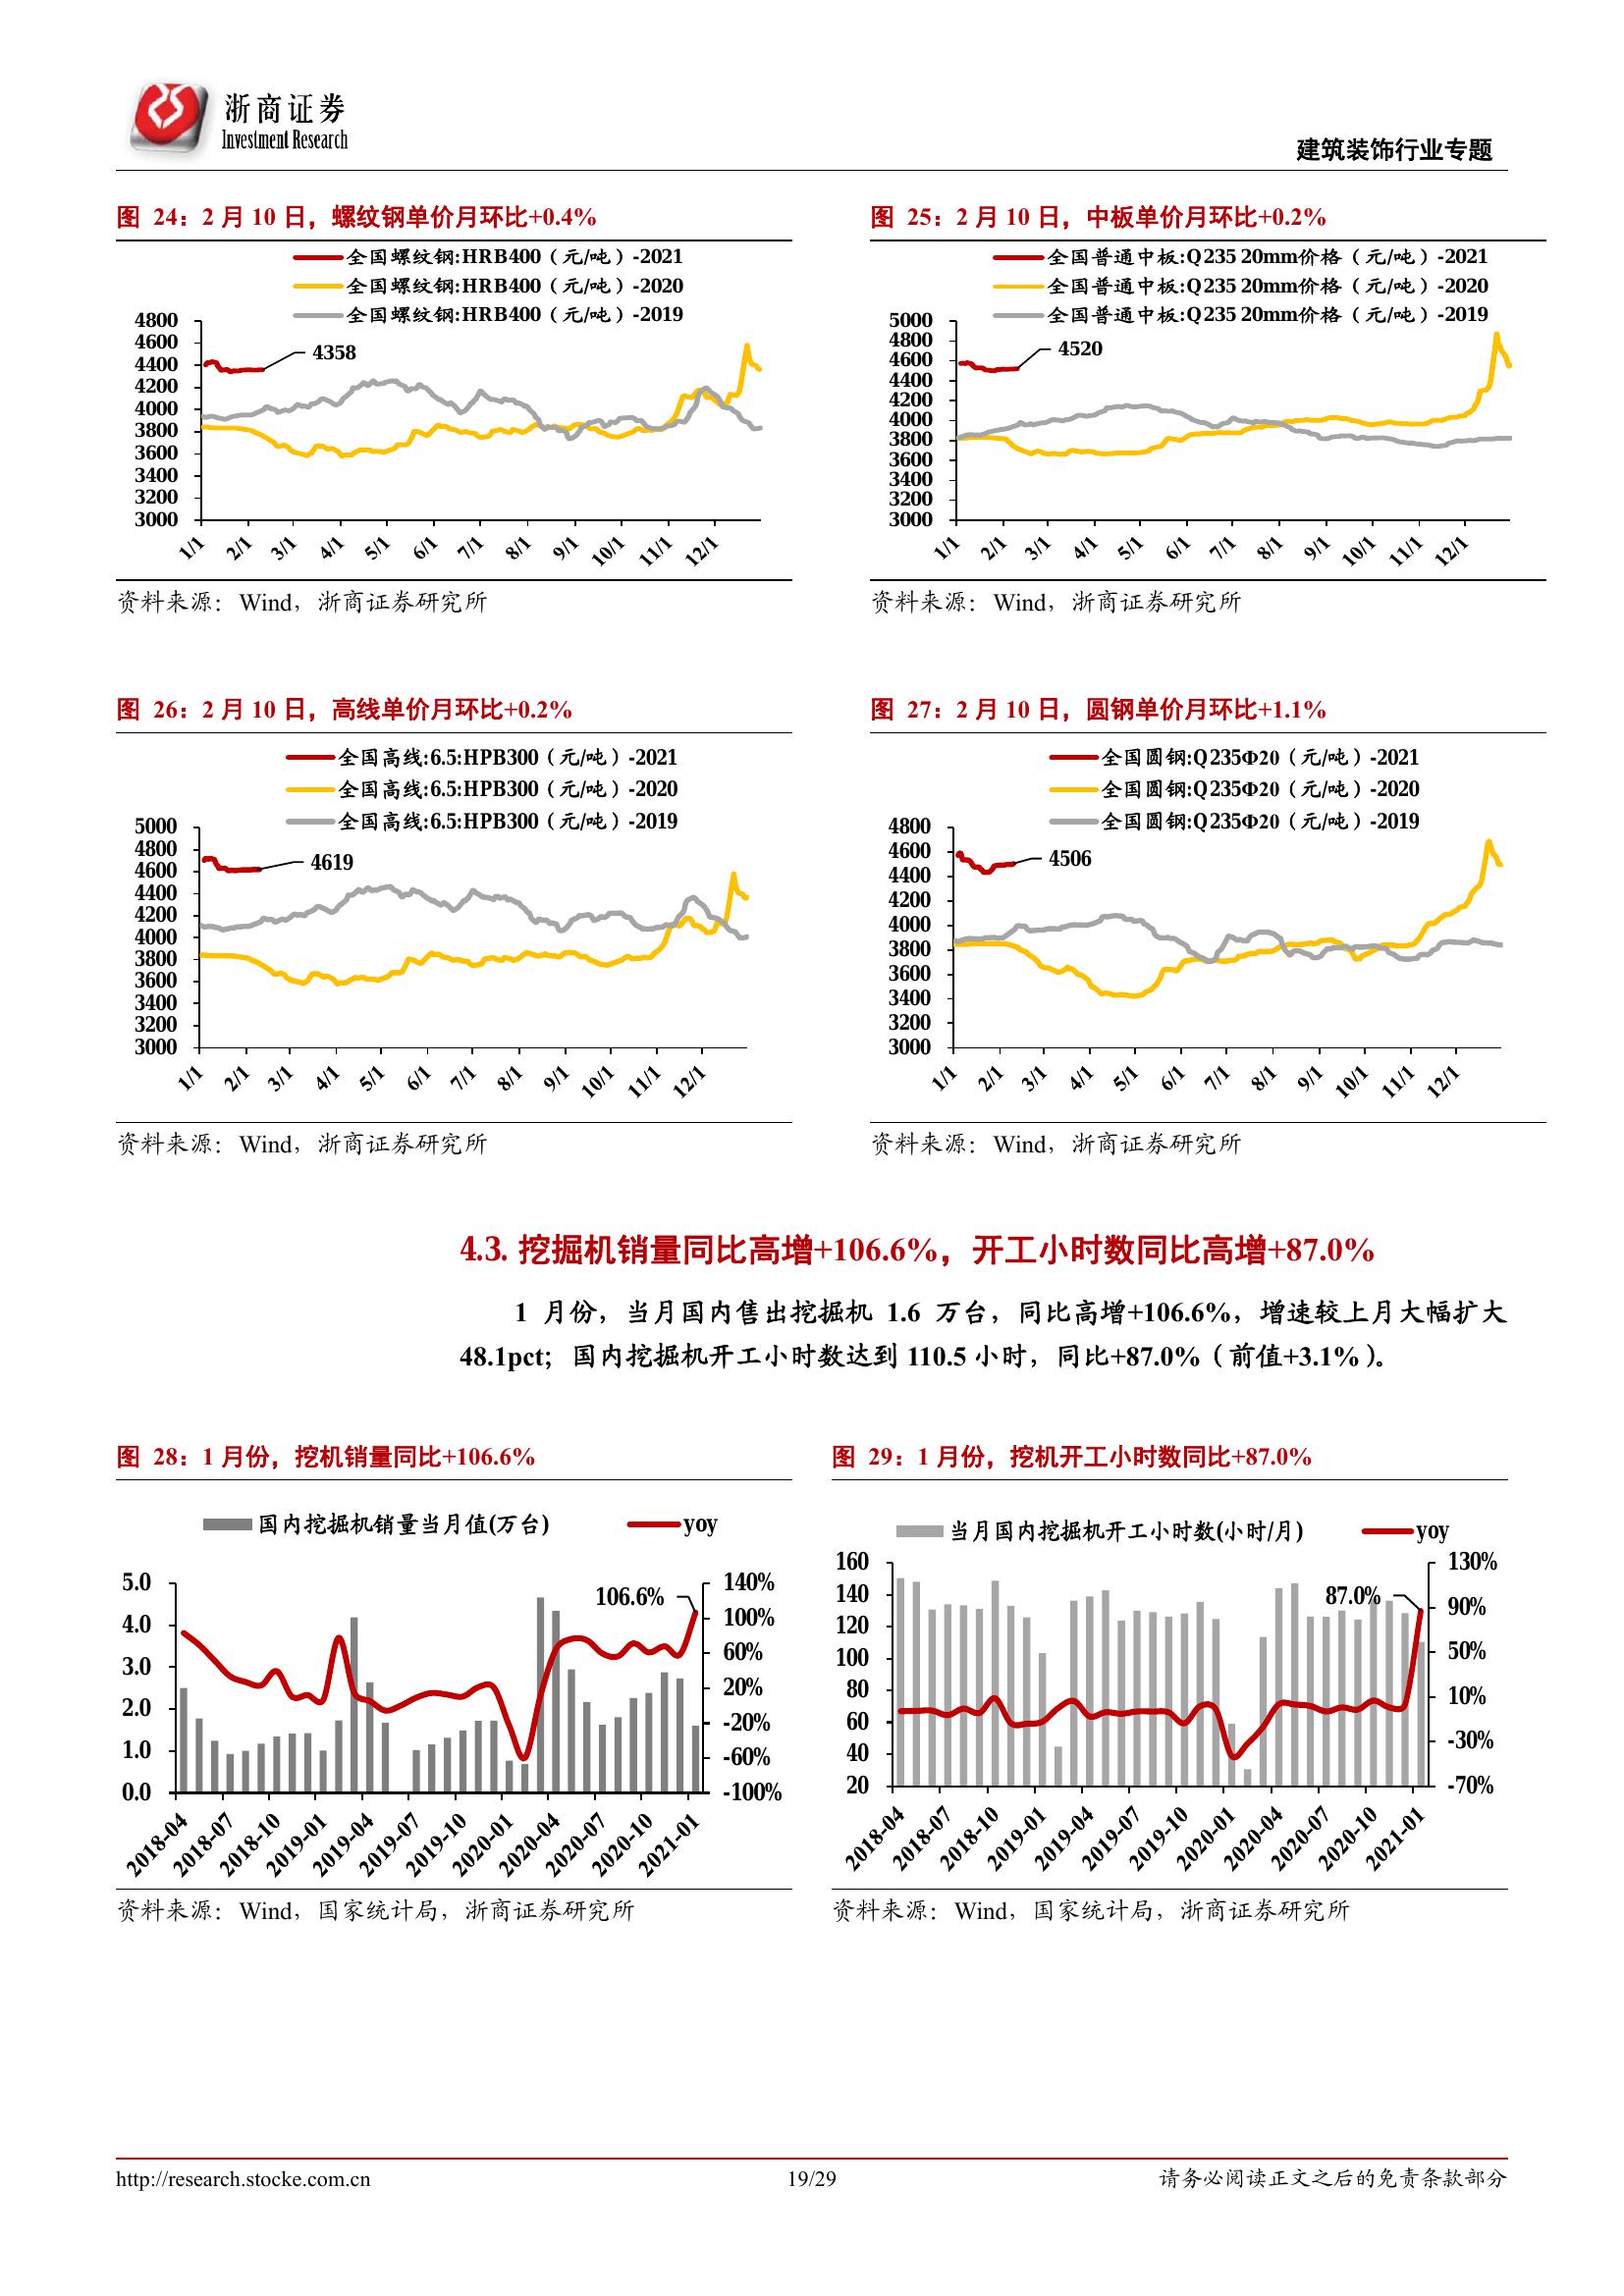 浙商证券
Investment Research
建筑装饰行业专题
图 24：2 月 10 日，螺纹钢单价月环比+0.4%
全国螺纹钢:HRB400（元/吨）-2021
全国螺纹钢:HRB400（元/吨）-2020
全国螺纹钢:HRB400（元/吨）-2019
4800
4600
4400
4200
4000
3800
3600
3400
3200
3000
4358
1/1 2/1 3/1 4/1 5/1 6/1 7/1 8/1 9/1 10/1 11/1 12/1
资料来源：Wind，浙商证券研究所
图 25：2 月 10 日，中板单价月环比+0.2%
全国普通中板:Q235 20mm价格（元/吨）-2021
全国普通中板:Q235 20mm价格（元/吨）-2020
全国普通中板:Q235 20mm价格（元/吨）-2019
5000
4800
4600
4400
4200
4000
3800
3600
3400
3200
3000
4520
1/1 2/1 3/1 4/1 5/1 6/1 7/1 8/1 9/1 10/1 11/1 12/1
资料来源：Wind，浙商证券研究所
图 26：2 月 10 日，高线单价月环比+0.2%
全国高线:6.5:HPB300（元/吨）-2021
全国高线:6.5:HPB300（元/吨）-2020
全国高线:6.5:HPB300（元/吨）-2019
5000
4800
4600
4400
4200
4000
3800
3600
3400
3200
3000
4619
1/1 2/1 3/1 4/1 5/1 6/1 7/1 8/1 9/1 10/1 11/1 12/1
资料来源：Wind，浙商证券研究所
图 27：2 月 10 日，圆钢单价月环比+1.1%
全国圆钢:Q235Φ20（元/吨）-2021
全国圆钢:Q235Φ20（元/吨）-2020
全国圆钢:Q235Φ20（元/吨）-2019
4800
4600
4400
4200
4000
3800
3600
3400
3200
3000
4506
1/1 2/1 3/1 4/1 5/1 6/1 7/1 8/1 9/1 10/1 11/1 12/1
资料来源：Wind，浙商证券研究所
4.3. 挖掘机销量同比高增+106.6%，开工小时数同比高增+87.0%
1 月份，当月国内售出挖掘机 1.6 万台，同比高增+106.6%，增速较上月大幅扩大
48.1pct；国内挖掘机开工小时数达到 110.5 小时，同比+87.0%（前值+3.1%）。
图 28：1 月份，挖机销量同比+106.6%
国内挖掘机销量当月值(万台) yoy
5.0
4.0
3.0
2.0
1.0
0.0
106.6%
140%
100%
60%
20%
-20%
-60%
-100%
2018-04 2018-07 2018-10 2019-01 2019-04 2019-07 2019-10 2020-01 2020-04 2020-07 2020-10 2021-01
资料来源：Wind，国家统计局，浙商证券研究所
图 29：1 月份，挖机开工小时数同比+87.0%
当月国内挖掘机开工小时数(小时/月) yoy
160
140
120
100
80
60
40
20
87.0%
130%
90%
50%
10%
-30%
-70%
2018-04 2018-07 2018-10 2019-01 2019-04 2019-07 2019-10 2020-01 2020-04 2020-07 2020-10 2021-01
资料来源：Wind，国家统计局，浙商证券研究所
http://research.stocke.com.cn
19/29
请务必阅读正文之后的免责条款部分